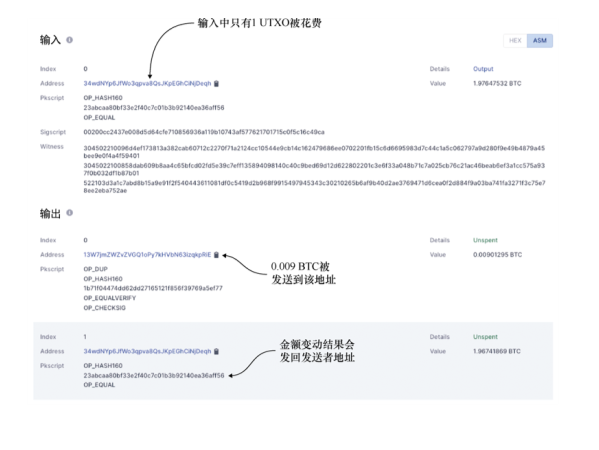 输入中只有1 UTXO被花费
输入
HEX ASM
Index 0 Details Output
Address 34wdNYp6JfWo3qpva8QsJKpEGhCiNjDeqh Value 1.97647532 BTC
Pkscript OP_HASH160
23abcaa80bf33e2f40c7c01b3b92140ea36aff56
OP_EQUAL
Sigscript 00200cc2437e008d5d64cfe710856936a119b10743af577621701715c0f5c16c49ca
Witness
输出
Index 0 Details Unspent
Address 13W7jmZWZvZVGQ1oPy7kHVbN63izqkpRiE Value 0.00901295 BTC
Pkscript OP_DUP
OP_HASH160
1b71f04474dd62dd27165121f856f39769a5ef77
OP_EQUALVERIFY
OP_CHECKSIG
0.009 BTC被
发送到该地址
Index 1 Details Unspent
Address 34wdNYp6JfWo3qpva8QsJKpEGhCiNjDeqh Value 1.96741869 BTC
Pkscript OP_HASH160
23abcaa80bf33e2f40c7c01b3b92140ea36aff56
OP_EQUAL
金额变动结果会
发回发送者地址